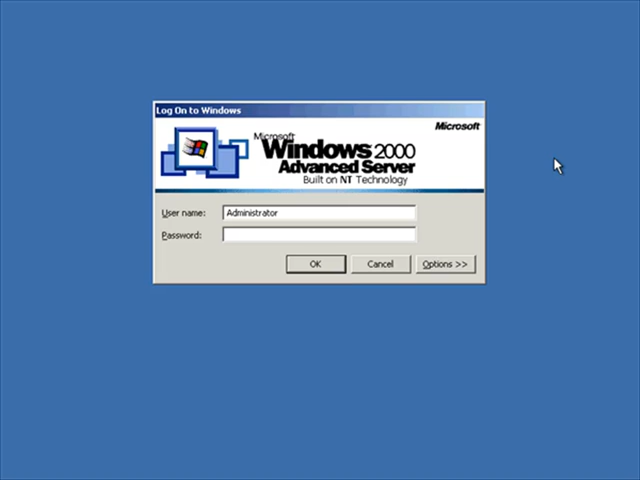 Log On to Windows
Microsoft
Microsoft
Windows 2000
Advanced Server
Built on NT Technology
User name: Administrator
Password:
OK Cancel Options >>